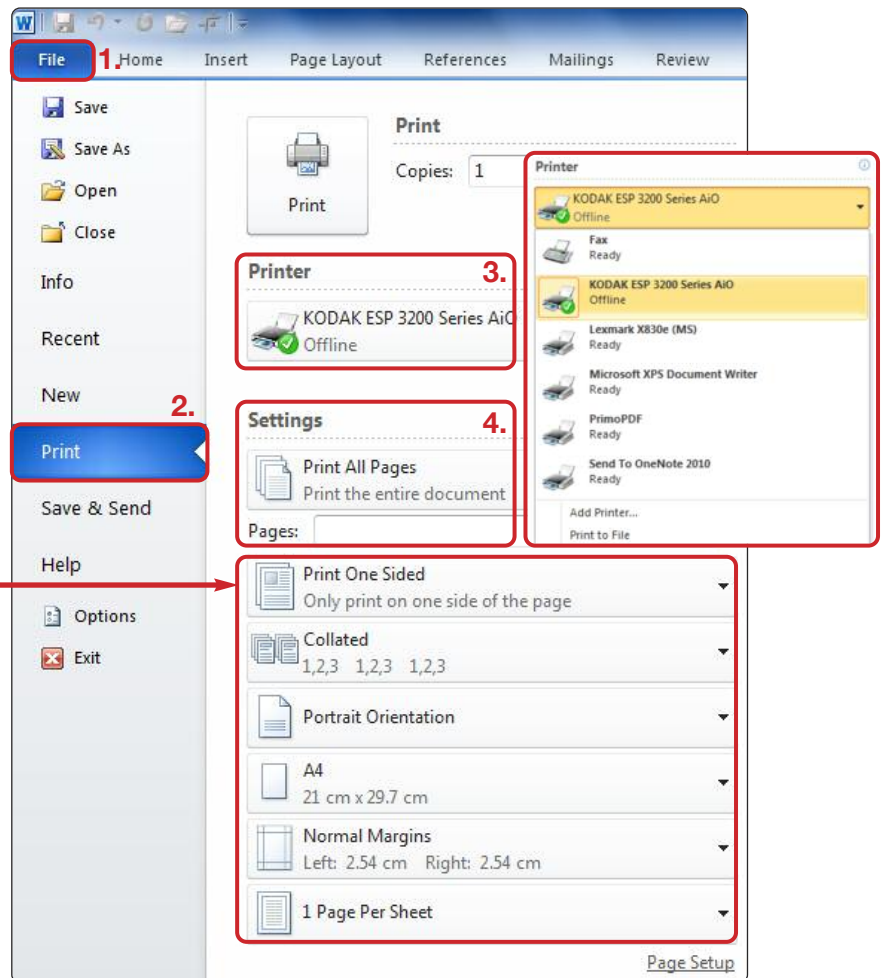 W
File 1. Home Insert Page Layout References Mailings Review
Save
Save As
Open
Close
Info
Recent
New
2.
Print
Save & Send
Help
Options
Exit
Print
Print
Copies: 1
Printer 3.
KODAK ESP 3200 Series AiO
Offline
Settings 4.
Print All Pages
Print the entire document
Pages:
Print One Sided
Only print on one side of the page
Collated
1,2,3 1,2,3 1,2,3
Portrait Orientation
A4
21 cm x 29.7 cm
Normal Margins
Left: 2.54 cm Right: 2.54 cm
1 Page Per Sheet
Page Setup
Printer
KODAK ESP 3200 Series AiO
Offline
Fax
Ready
KODAK ESP 3200 Series AiO
Offline
Lexmark X830e (MS)
Ready
Microsoft XPS Document Writer
Ready
PrimoPDF
Ready
Send To OneNote 2010
Ready
Add Printer...
Print to File